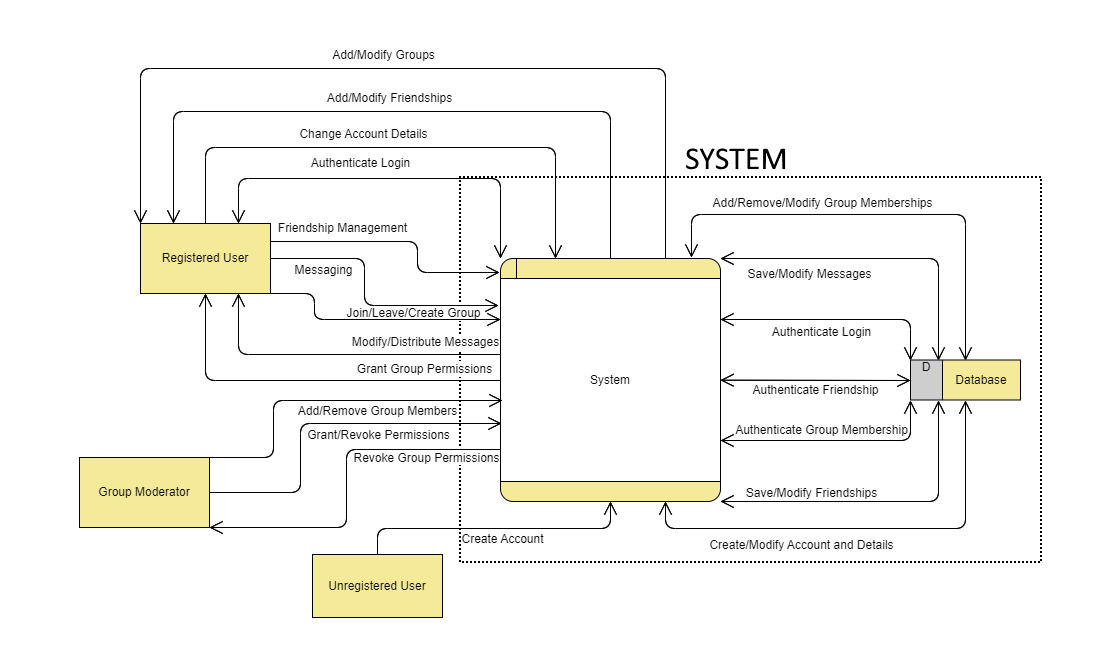 Add/Modify Groups
Add/Modify Friendships
Change Account Details
Authenticate Login
SYSTEM
Add/Remove/Modify Group Memberships
Registered User
Friendship Management
Messaging
Join/Leave/Create Group
Modify/Distribute Messages
Grant Group Permissions
Save/Modify Messages
Authenticate Login
System
D
Database
Authenticate Friendship
Authenticate Group Membership
Add/Remove Group Members
Grant/Revoke Permissions
Revoke Group Permissions
Group Moderator
Save/Modify Friendships
Create Account
Create/Modify Account and Details
Unregistered User